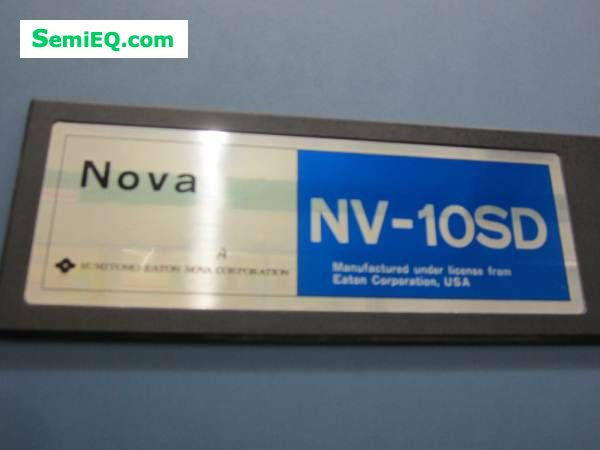 SemiEQ.com
Nova
NV-10SD
SUMITOMO EATON NOVA CORPORATION
Manufactured under license from
Eaton Corporation, USA